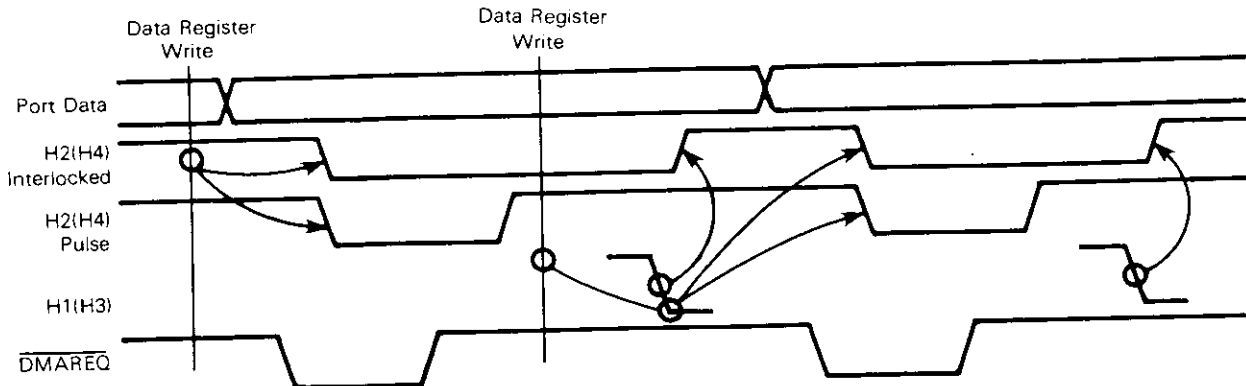 Data Register
Write
Data Register
Write
Port Data
H2(H4)
Interlocked
H2(H4)
Pulse
H1(H3)
DMAREQ